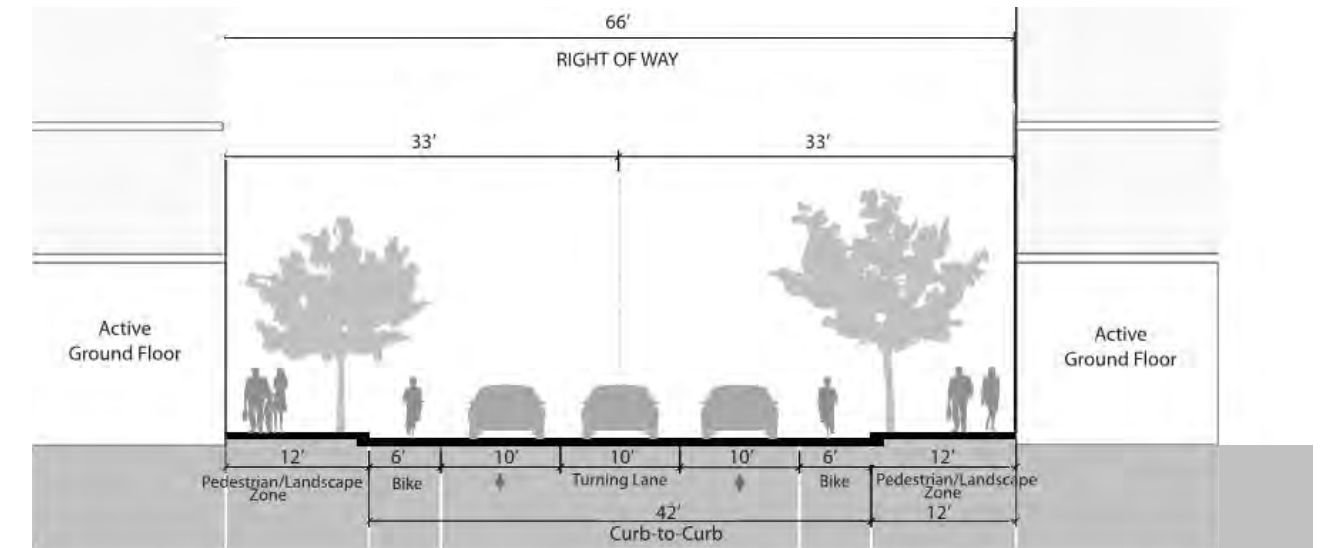 66′
RIGHT OF WAY
33′ 33′
Active
Ground Floor
Active
Ground Floor
12′ 6′ 10′ 10′ 10′ 6′ 12′
Pedestrian/Landscape
Zone
Bike
Turning Lane
Bike
Pedestrian/Landscape
Zone
42′ 12′
Curb-to-Curb